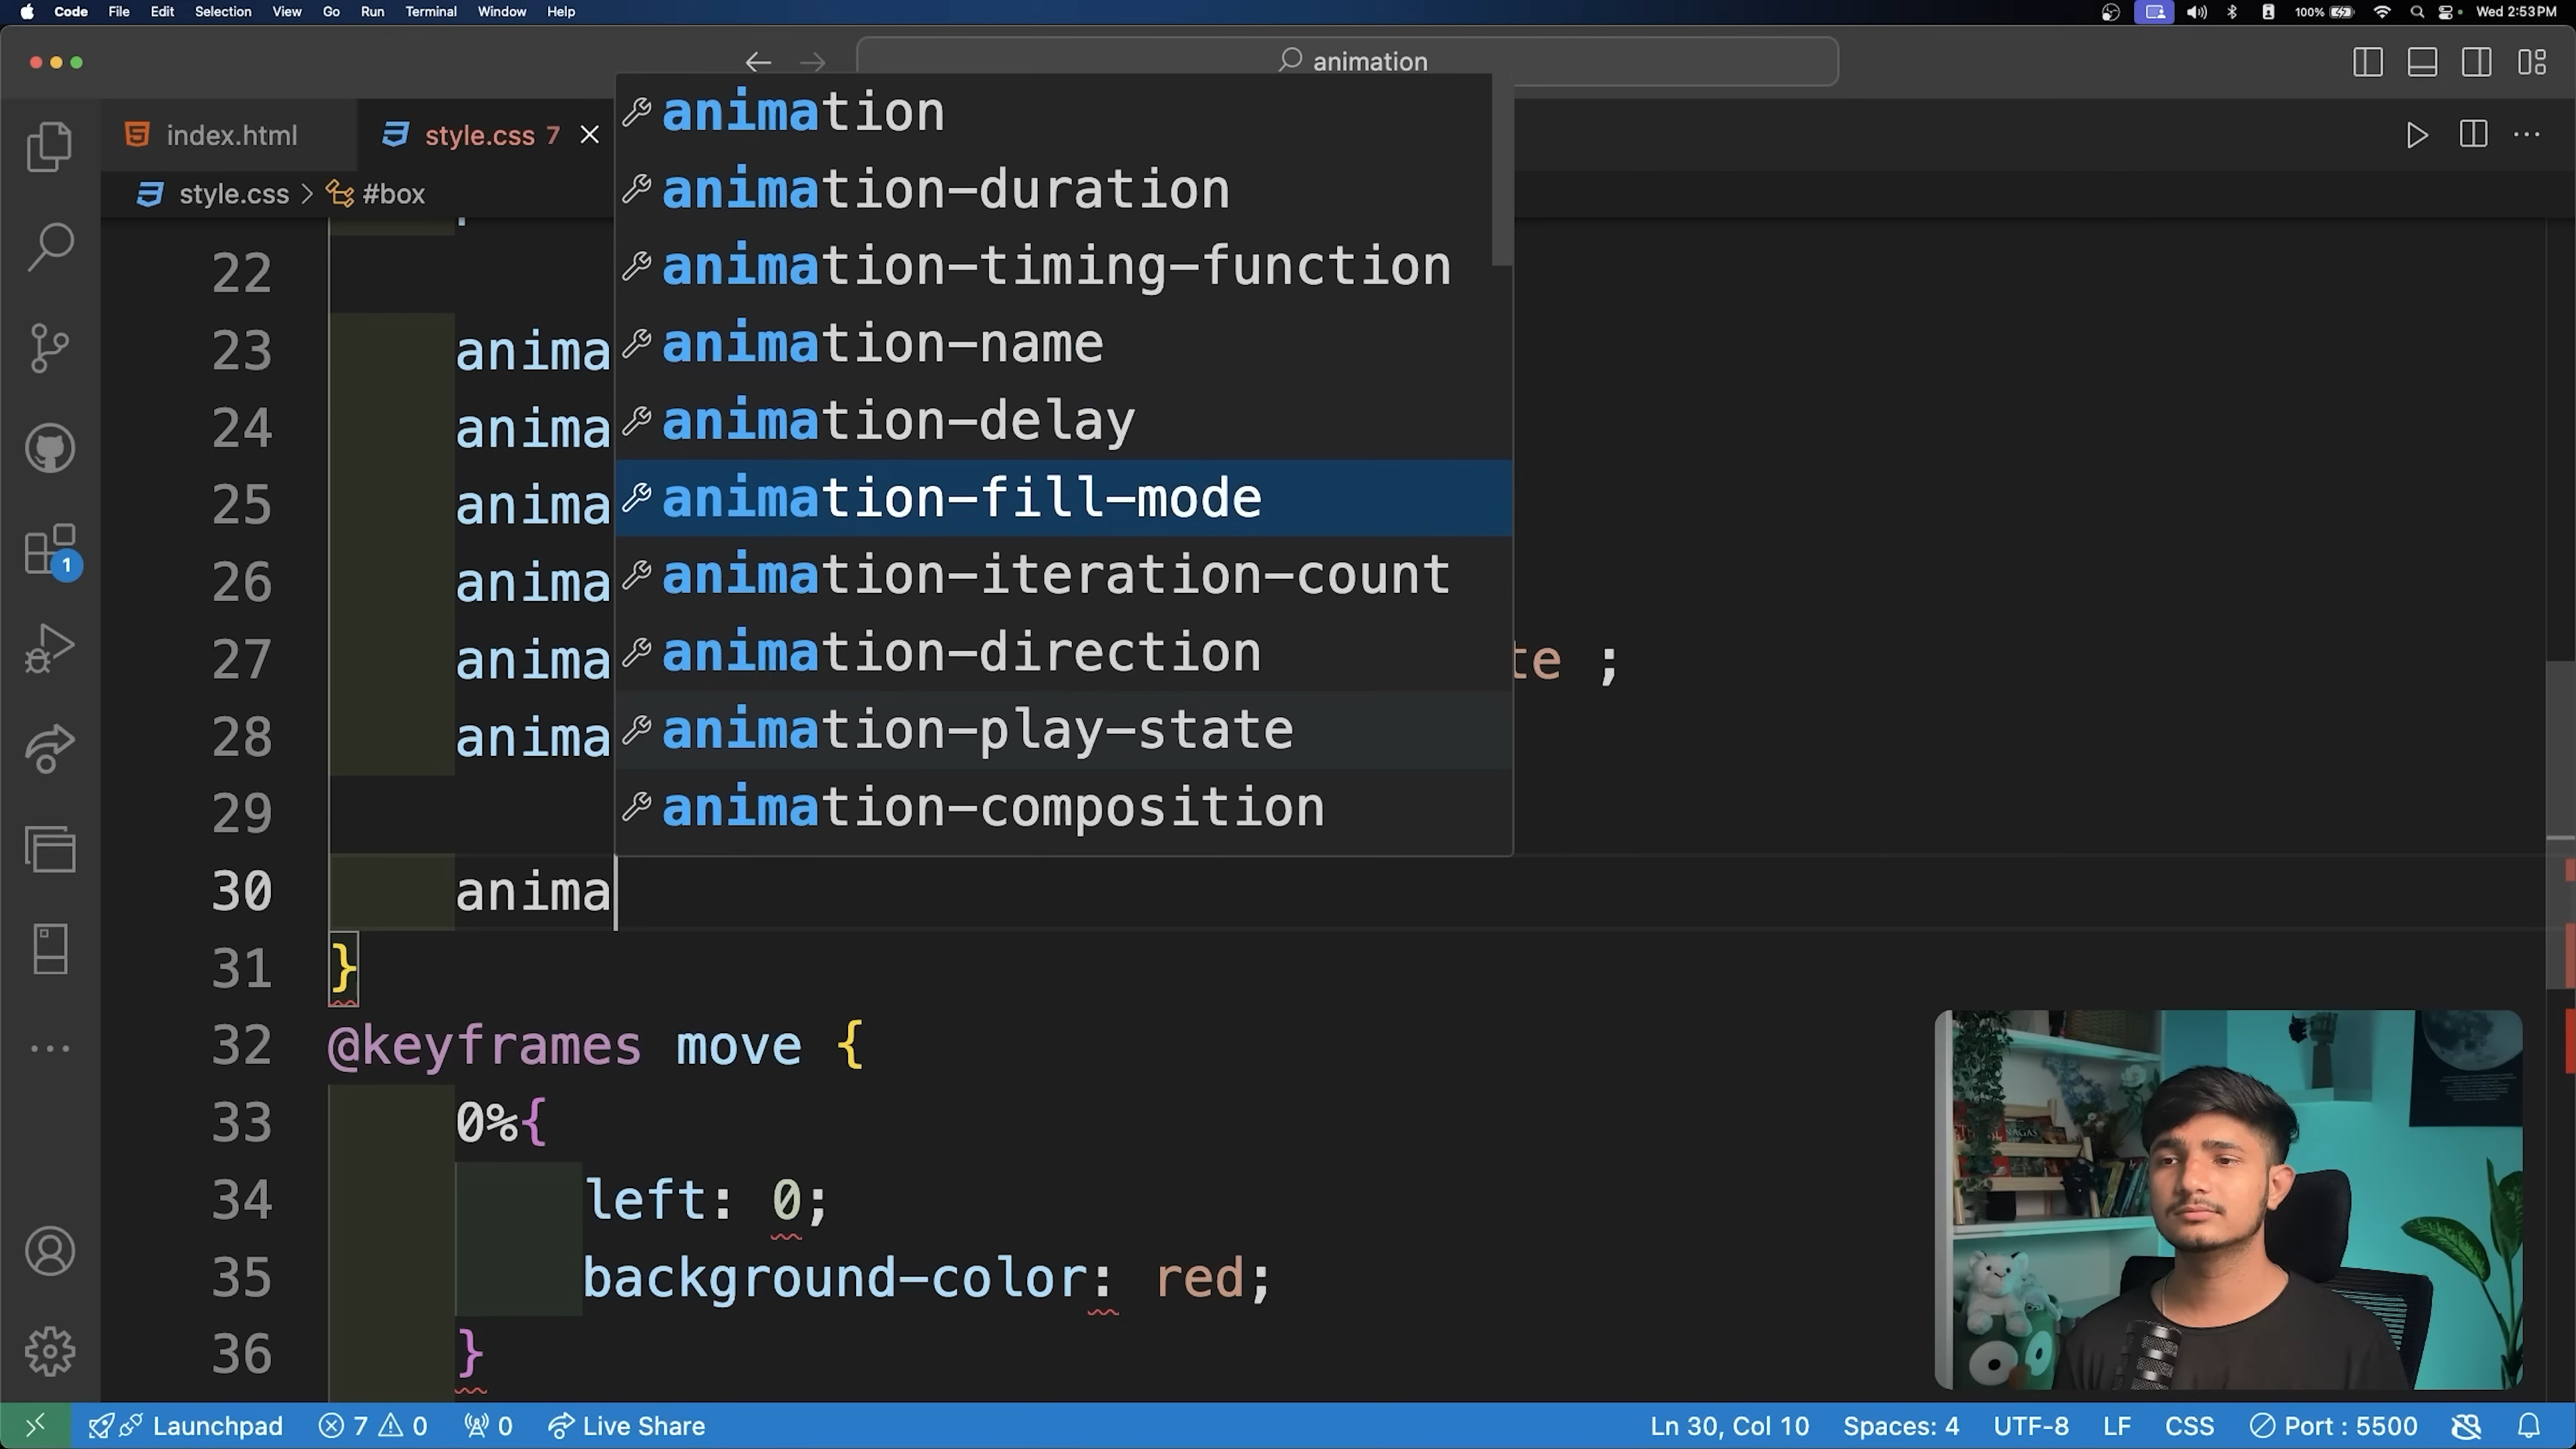 Code File Edit Selection View Go Run Terminal Window Help 100% Wed 2:53PM
animation
index.html style.css 7
style.css > #box
animation
animation-duration
animation-timing-function
animation-name
animation-delay
animation-fill-mode
animation-iteration-count
animation-direction
animation-play-state
animation-composition
22
23 anima
24 anima
25 anima
26 anima
27 anima te ;
28 anima
29
30 anima
31 }
32 @keyframes move {
33 0%{
34 left: 0;
35 background-color: red;
36 }
1
NAGAS
Launchpad 7 0 0 Live Share Ln 30, Col 10 Spaces: 4 UTF-8 LF CSS Port : 5500